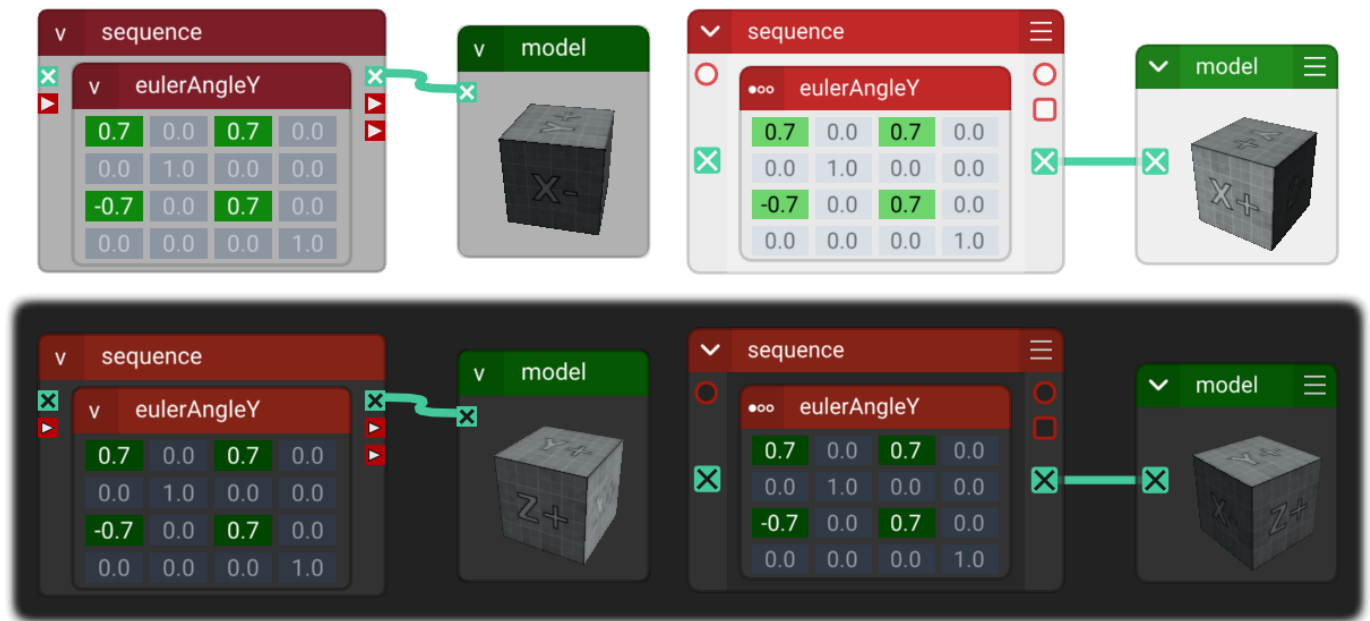 v sequence
v eulerAngleY
0.7 0.0 0.7 0.0
0.0 1.0 0.0 0.0
-0.7 0.0 0.7 0.0
0.0 0.0 0.0 1.0
v model
Y+
X-
sequence
eulerAngleY
0.7 0.0 0.7 0.0
0.0 1.0 0.0 0.0
-0.7 0.0 0.7 0.0
0.0 0.0 0.0 1.0
model
Y+
X+
v sequence
v eulerAngleY
0.7 0.0 0.7 0.0
0.0 1.0 0.0 0.0
-0.7 0.0 0.7 0.0
0.0 0.0 0.0 1.0
v model
Y+
Z+
sequence
eulerAngleY
0.7 0.0 0.7 0.0
0.0 1.0 0.0 0.0
-0.7 0.0 0.7 0.0
0.0 0.0 0.0 1.0
model
Y+
X-
Z+